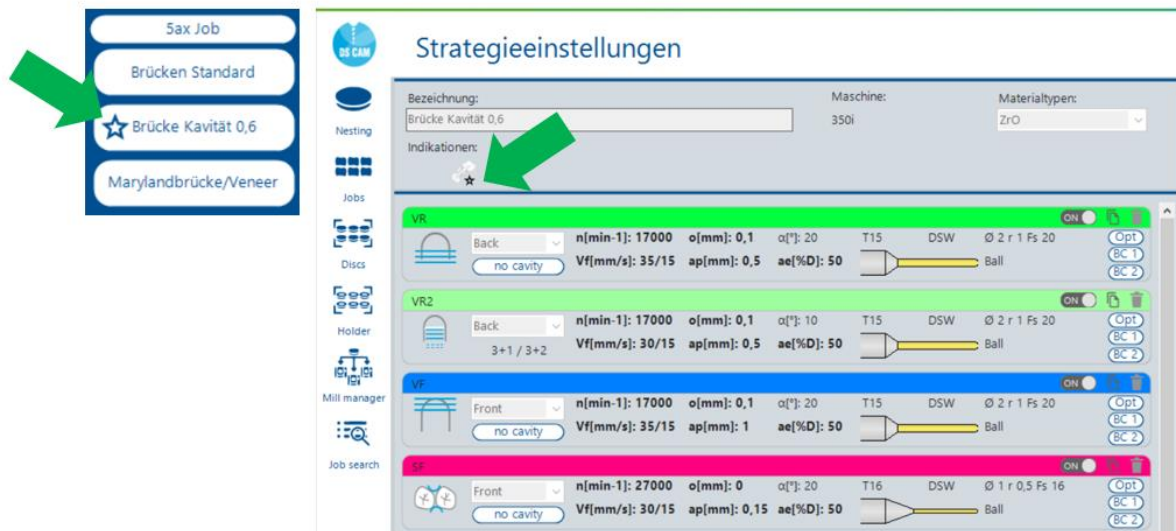 5ax Job
Brücken Standard
Brücke Kavität 0,6
Marylandbrücke/Veneer
DS CAM
Strategieeinstellungen
Nesting
Jobs
Discs
Holder
Mill manager
Job search
Bezeichnung: Maschine: Materialtypen:
Brücke Kavität 0,6 350i ZrO
Indikationen:
VR ON
Back n[min-1]: 17000 o[mm]: 0,1 α[°]: 20 T15 DSW Ø 2 r 1 Fs 20 Opt
no cavity Vf[mm/s]: 35/15 ap[mm]: 0,5 ae[%D]: 50 Ball BC 1
BC 2
VR2 ON
Back n[min-1]: 17000 o[mm]: 0,1 α[°]: 10 T15 DSW Ø 2 r 1 Fs 20 Opt
3+1 / 3+2 Vf[mm/s]: 30/15 ap[mm]: 0,5 ae[%D]: 50 Ball BC 1
BC 2
VF ON
Front n[min-1]: 17000 o[mm]: 0,1 α[°]: 20 T15 DSW Ø 2 r 1 Fs 20 Opt
no cavity Vf[mm/s]: 35/15 ap[mm]: 1 ae[%D]: 50 Ball BC 1
BC 2
SF ON
Front n[min-1]: 27000 o[mm]: 0 α[°]: 20 T16 DSW Ø 1 r 0,5 Fs 16 Opt
no cavity Vf[mm/s]: 30/15 ap[mm]: 0,15 ae[%D]: 50 Ball BC 1
BC 2